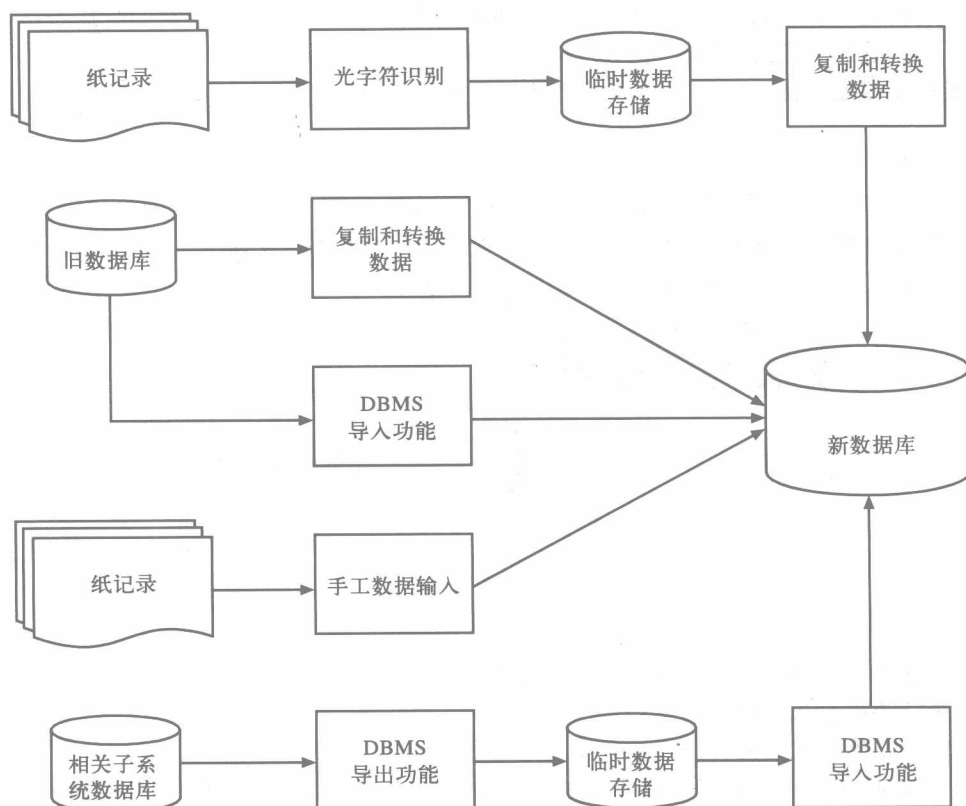 纸记录
光字符识别
临时数据
存储
复制和转换
数据
旧数据库
复制和转换
数据
DBMS
导入功能
新数据库
纸记录
手工数据输入
相关子系
统数据库
DBMS
导出功能
临时数据
存储
DBMS
导入功能